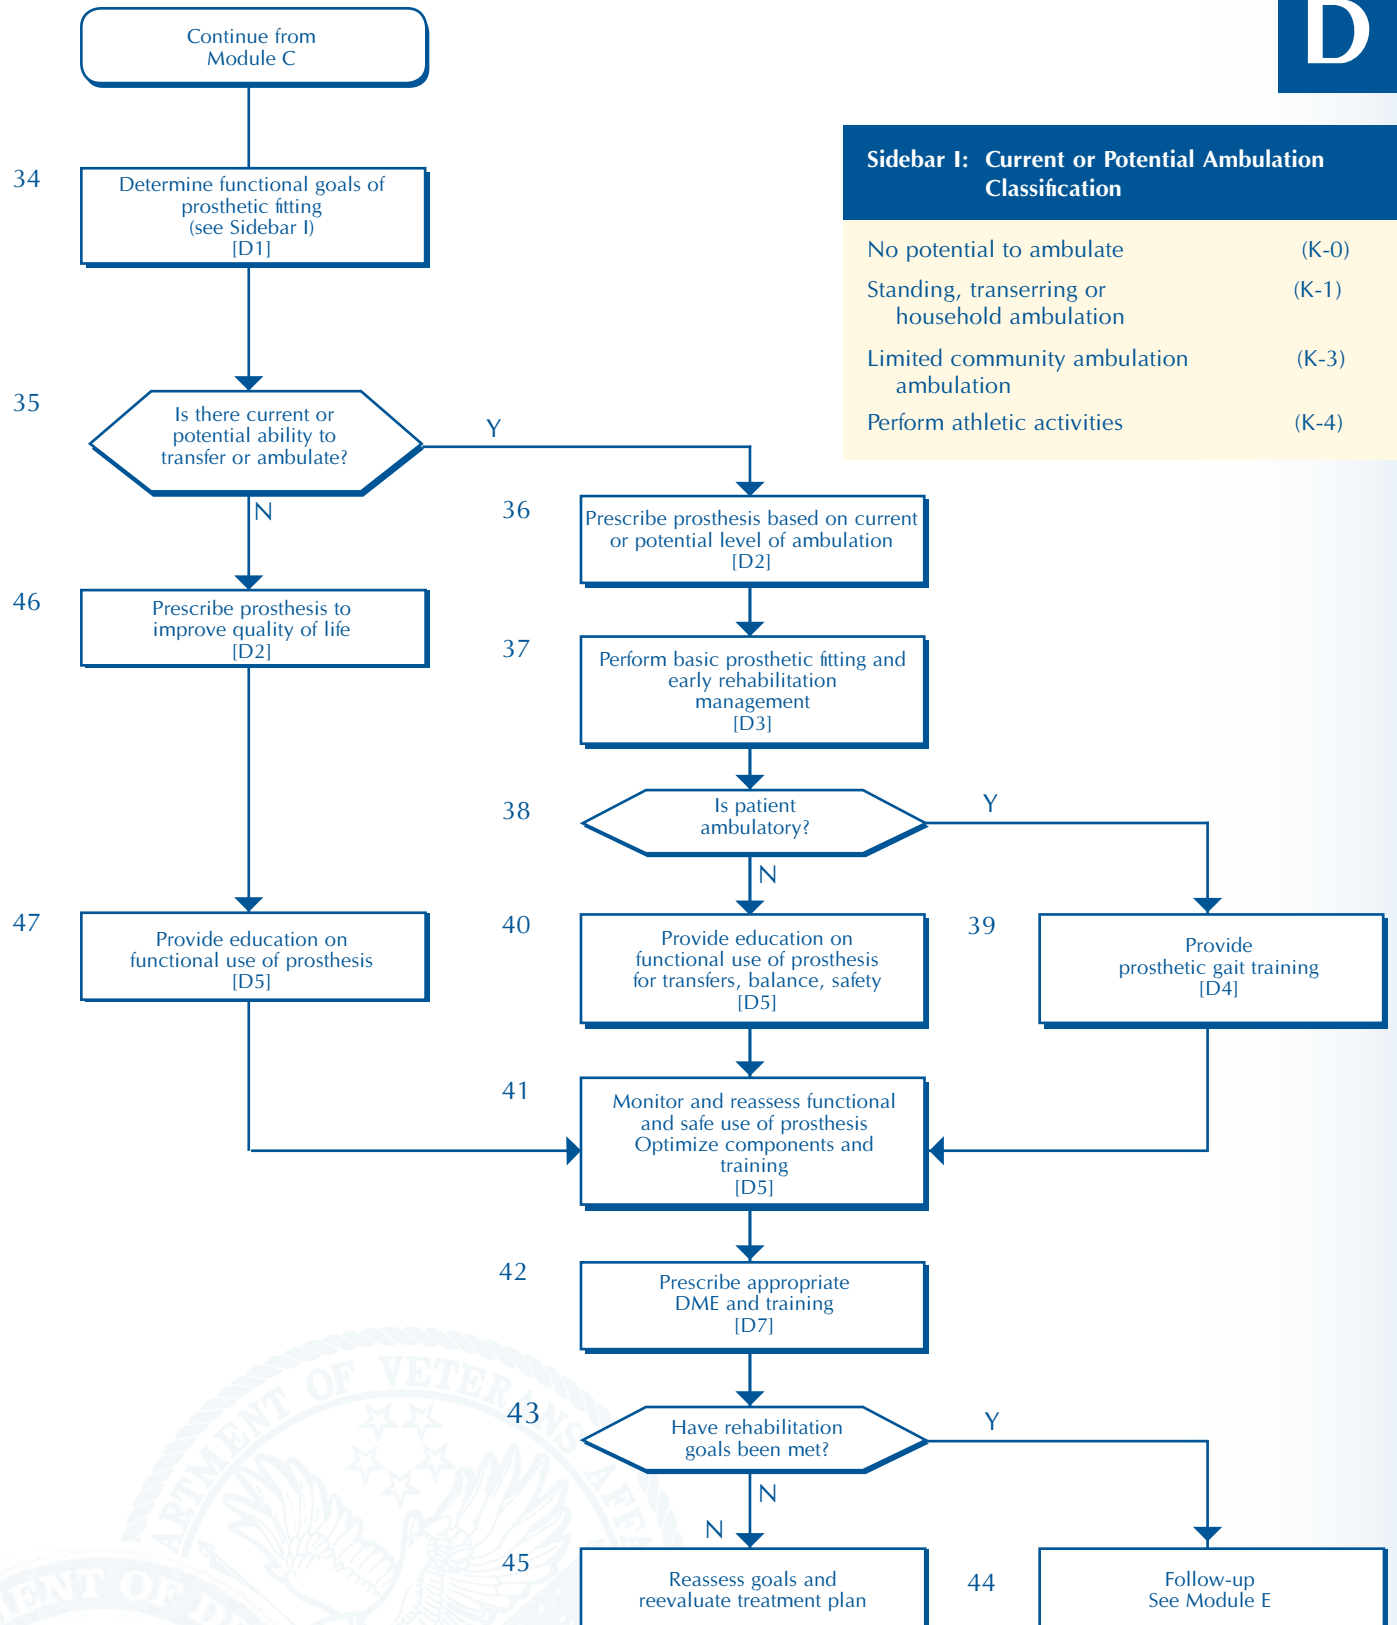 D
Continue from
Module C
Sidebar I: Current or Potential Ambulation
Classification
No potential to ambulate (K-0)
Standing, transerring or (K-1)
household ambulation
Limited community ambulation (K-3)
ambulation
Perform athletic activities (K-4)
34
Determine functional goals of
prosthetic fitting
(see Sidebar I)
[D1]
35
Is there current or
potential ability to
transfer or ambulate?
Y
N
36
Prescribe prosthesis based on current
or potential level of ambulation
[D2]
46
Prescribe prosthesis to
improve quality of life
[D2]
37
Perform basic prosthetic fitting and
early rehabilitation
management
[D3]
38
Is patient
ambulatory?
Y
N
47
Provide education on
functional use of prosthesis
[D5]
40
Provide education on
functional use of prosthesis
for transfers, balance, safety
[D5]
39
Provide
prosthetic gait training
[D4]
41
Monitor and reassess functional
and safe use of prosthesis
Optimize components and
training
[D5]
42
Prescribe appropriate
DME and training
[D7]
43
Have rehabilitation
goals been met?
Y
N
N
45
Reassess goals and
reevaluate treatment plan
44
Follow-up
See Module E
OF VETERANS